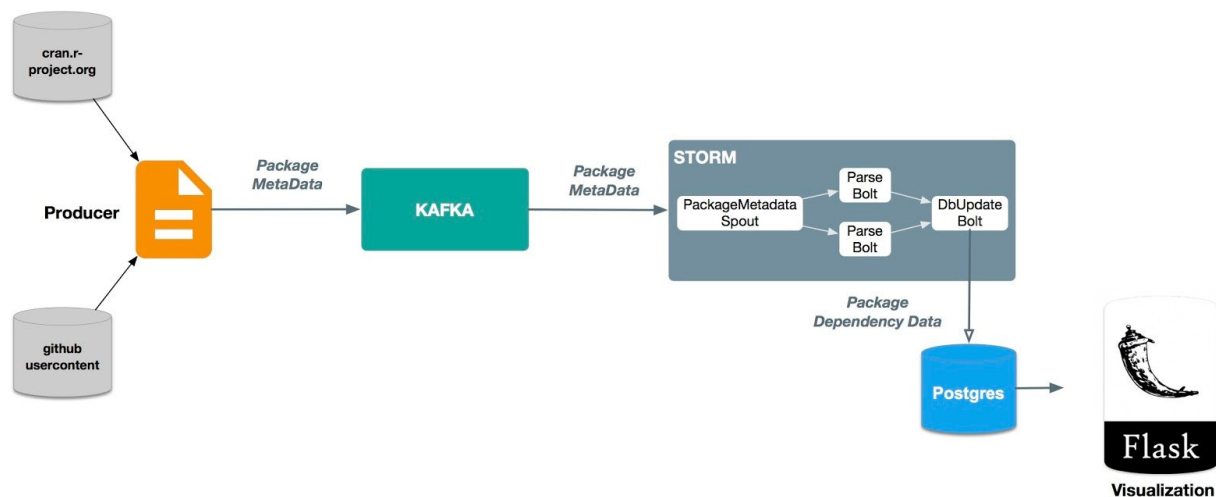 cran.r-
project.org
Producer
github
usercontent
Package
MetaData
KAFKA
Package
MetaData
STORM
PackageMetadata
Spout
Parse
Bolt
Parse
Bolt
DbUpdate
Bolt
Package
Dependency Data
Postgres
Flask
Visualization